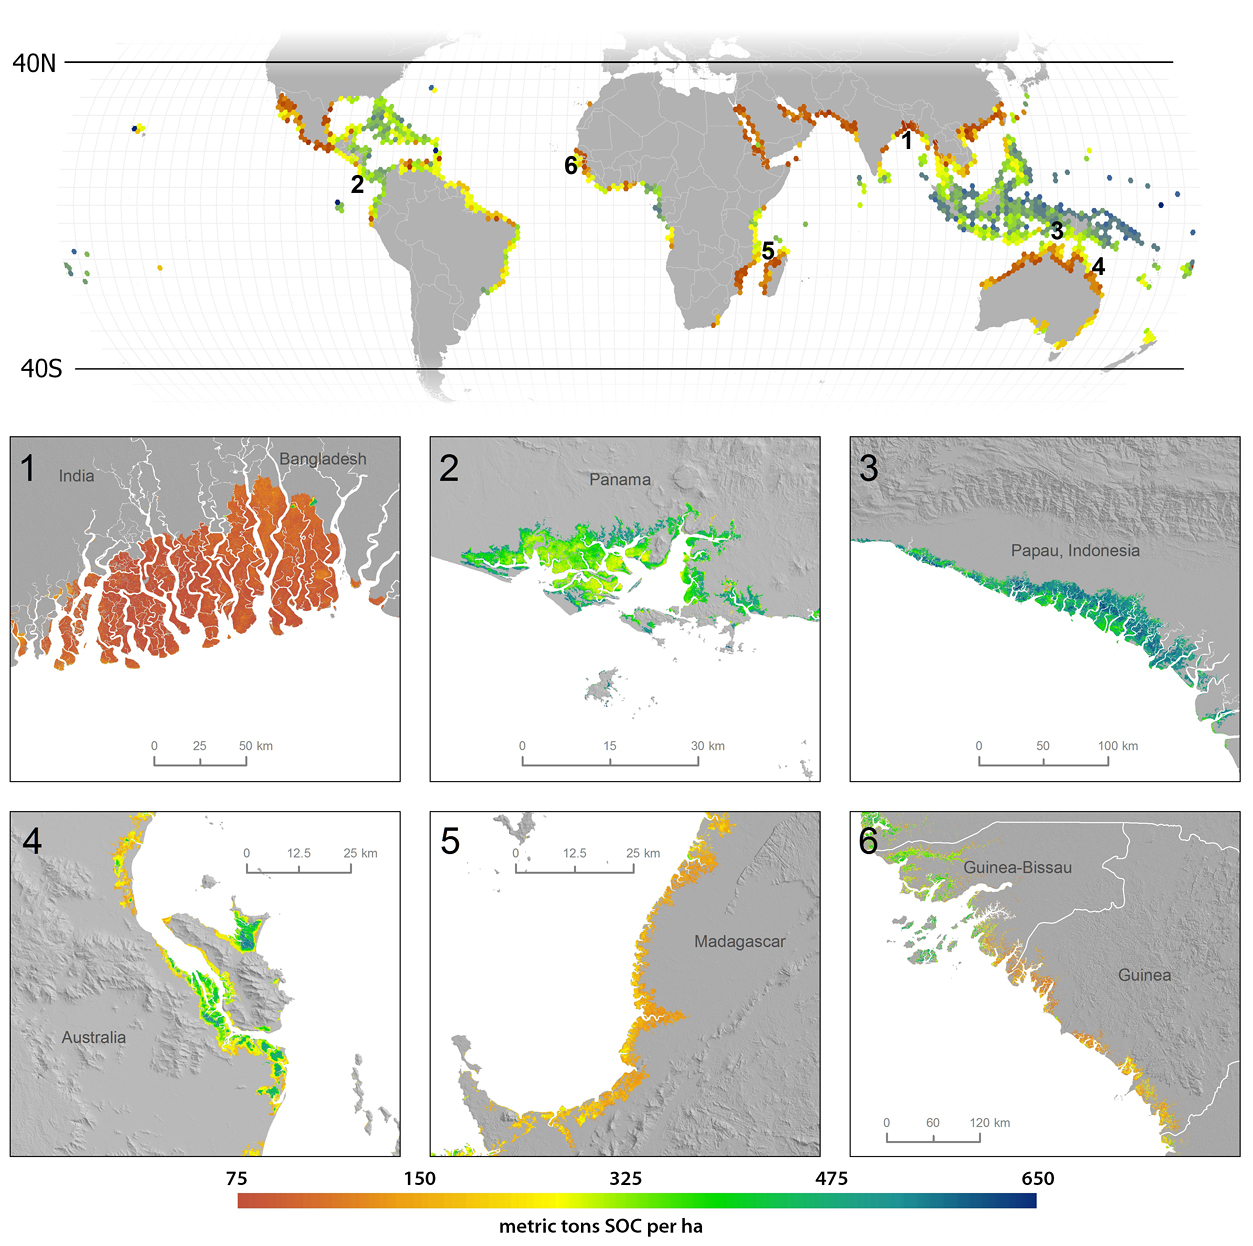 40N
1
6
2
3
5
4
40S
1
India
Bangladesh
0 25 50 km
2
Panama
0 15 30 km
3
Papau, Indonesia
0 50 100 km
4
0 12.5 25 km
Australia
5
0 12.5 25 km
Madagascar
6
Guinea-Bissau
Guinea
0 60 120 km
75 150 325 475 650
metric tons SOC per ha